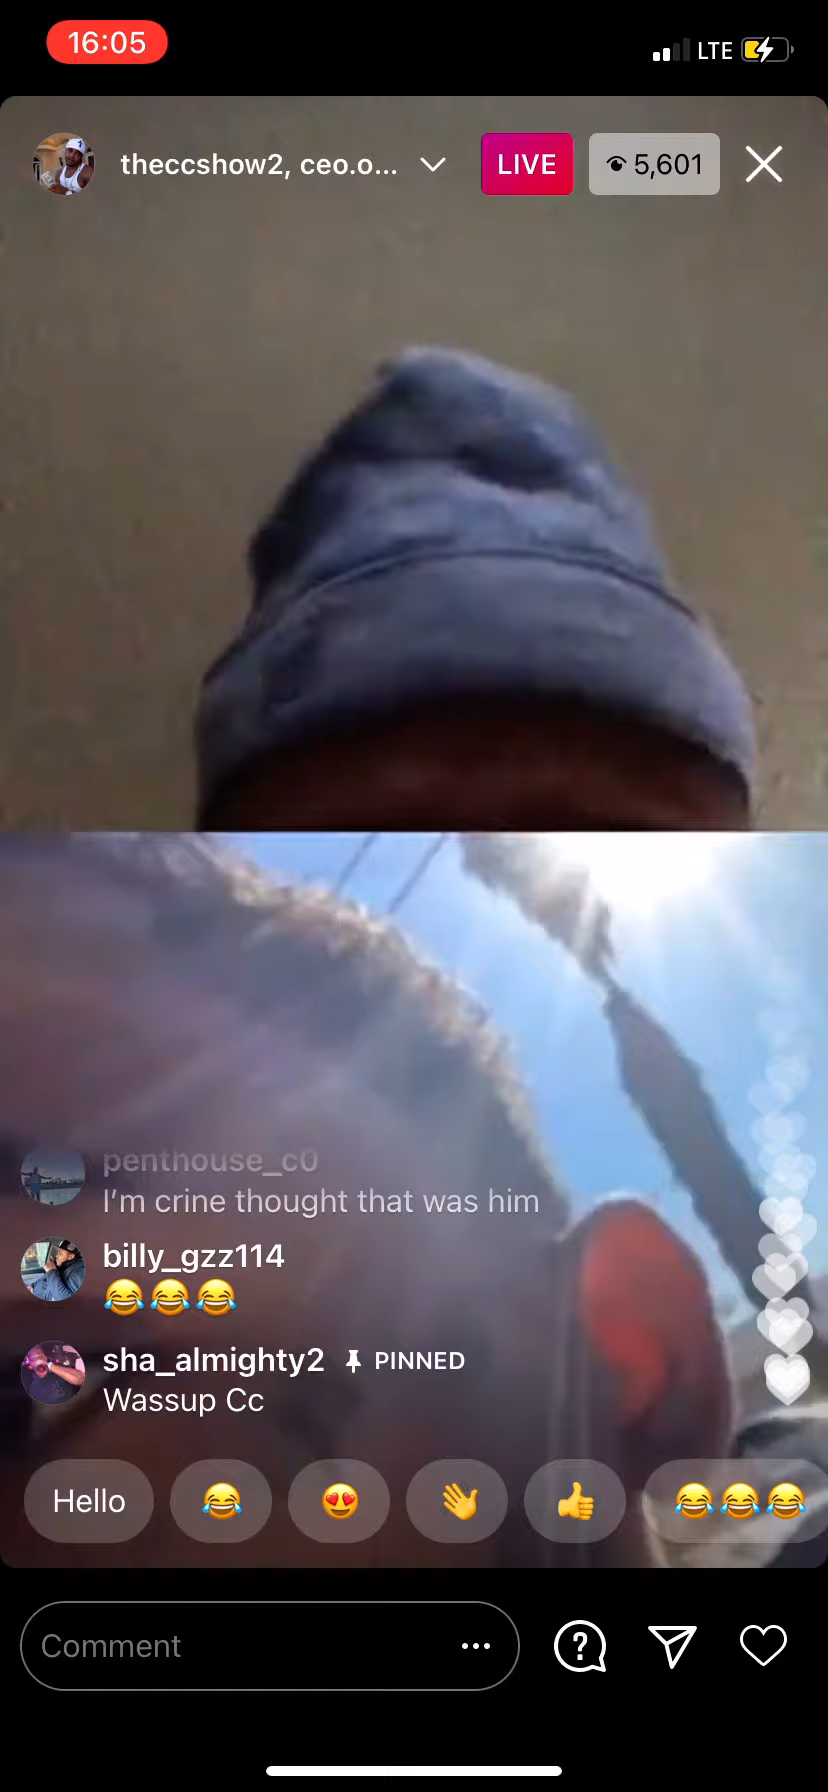 16:05
LTE
theccshow2, ceo.o...
LIVE
5,601
penthouse_c0
I'm crine thought that was him
billy_gzz114
😂😂😂
sha_almighty2 PINNED
Wassup Cc
Hello 😂 😍 👋 👍 😂😂😂
Comment